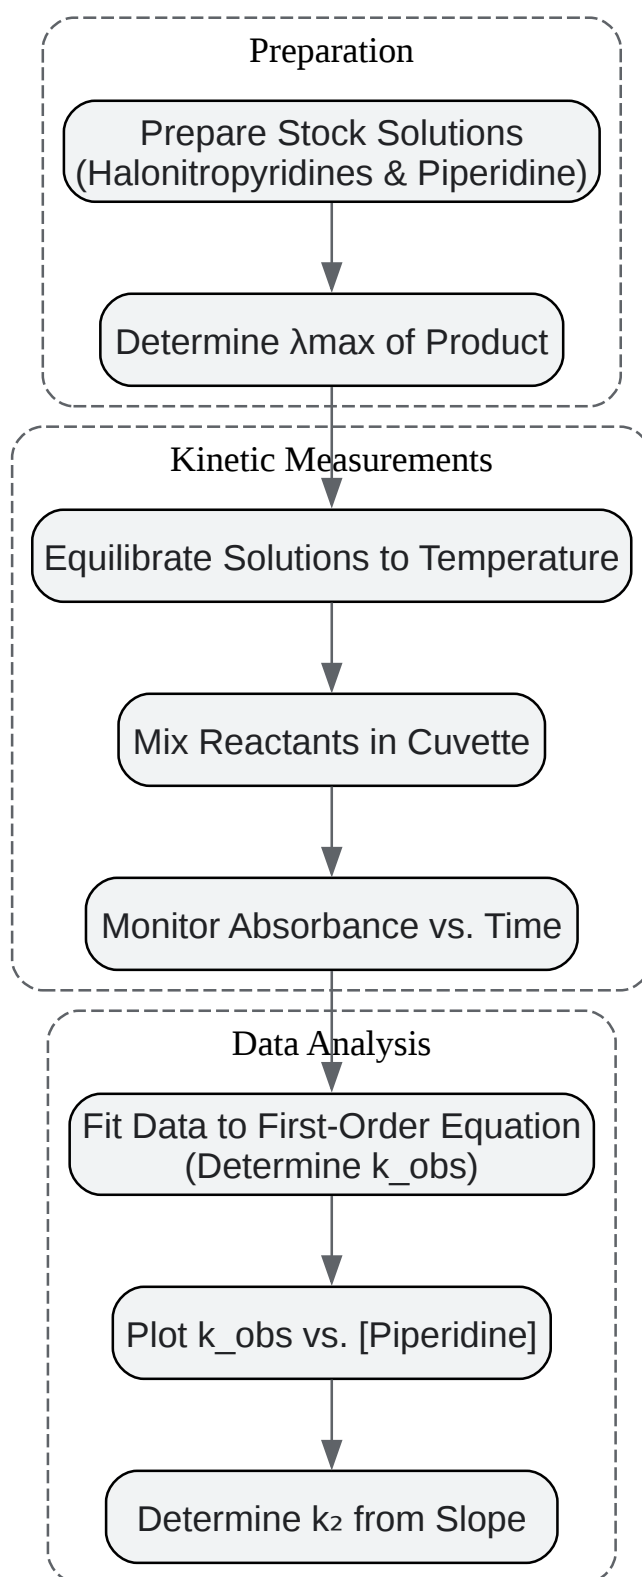 Preparation
Prepare Stock Solutions
(Halonitropyridines & Piperidine)
Determine λmax of Product
Kinetic Measurements
Equilibrate Solutions to Temperature
Mix Reactants in Cuvette
Monitor Absorbance vs. Time
Data Analysis
Fit Data to First-Order Equation
(Determine k_obs)
Plot k_obs vs. [Piperidine]
Determine k₂ from Slope